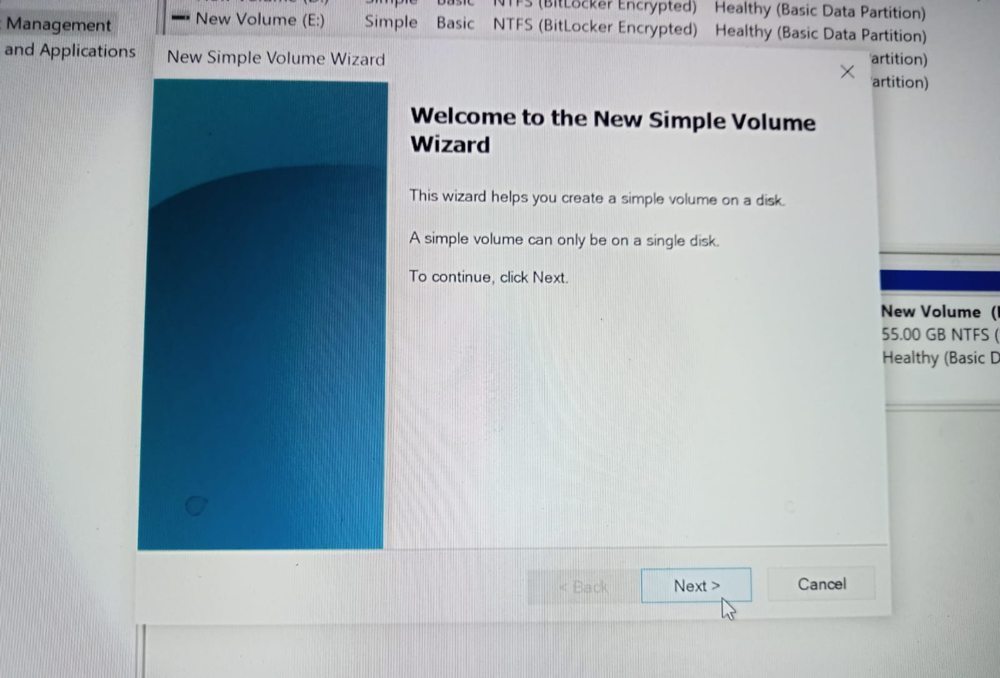 Simple Basic NTFS (BitLocker Encrypted) Healthy (Basic Data Partition)
Management
New Volume (E:) Simple Basic NTFS (BitLocker Encrypted) Healthy (Basic Data Partition)
and Applications
New Simple Volume Wizard
artition)
artition)
Welcome to the New Simple Volume
Wizard
This wizard helps you create a simple volume on a disk.
A simple volume can only be on a single disk.
To continue, click Next.
New Volume (
55.00 GB NTFS (
Healthy (Basic D
< Back Next > Cancel